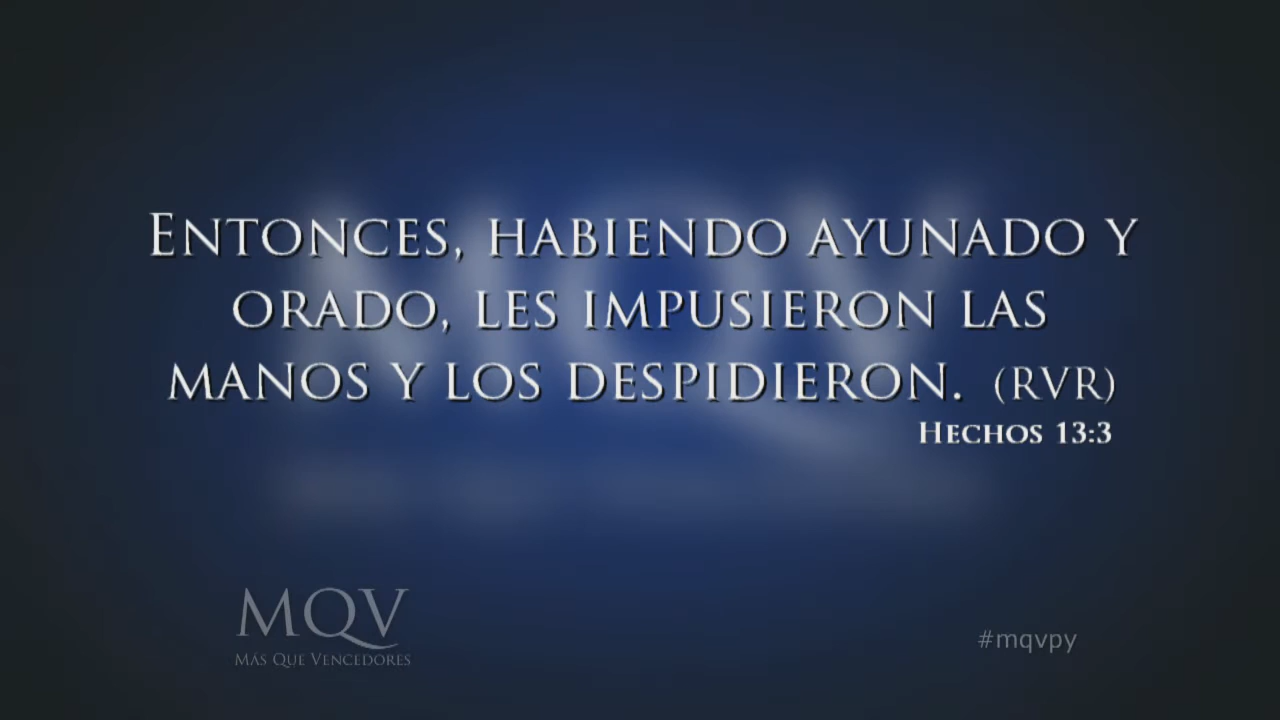 Entonces, habiendo ayunado y
orado, les impusieron las
manos y los despidieron. (RVR)
Hechos 13:3
MQV
Más Que Vencedores
#mqvpy